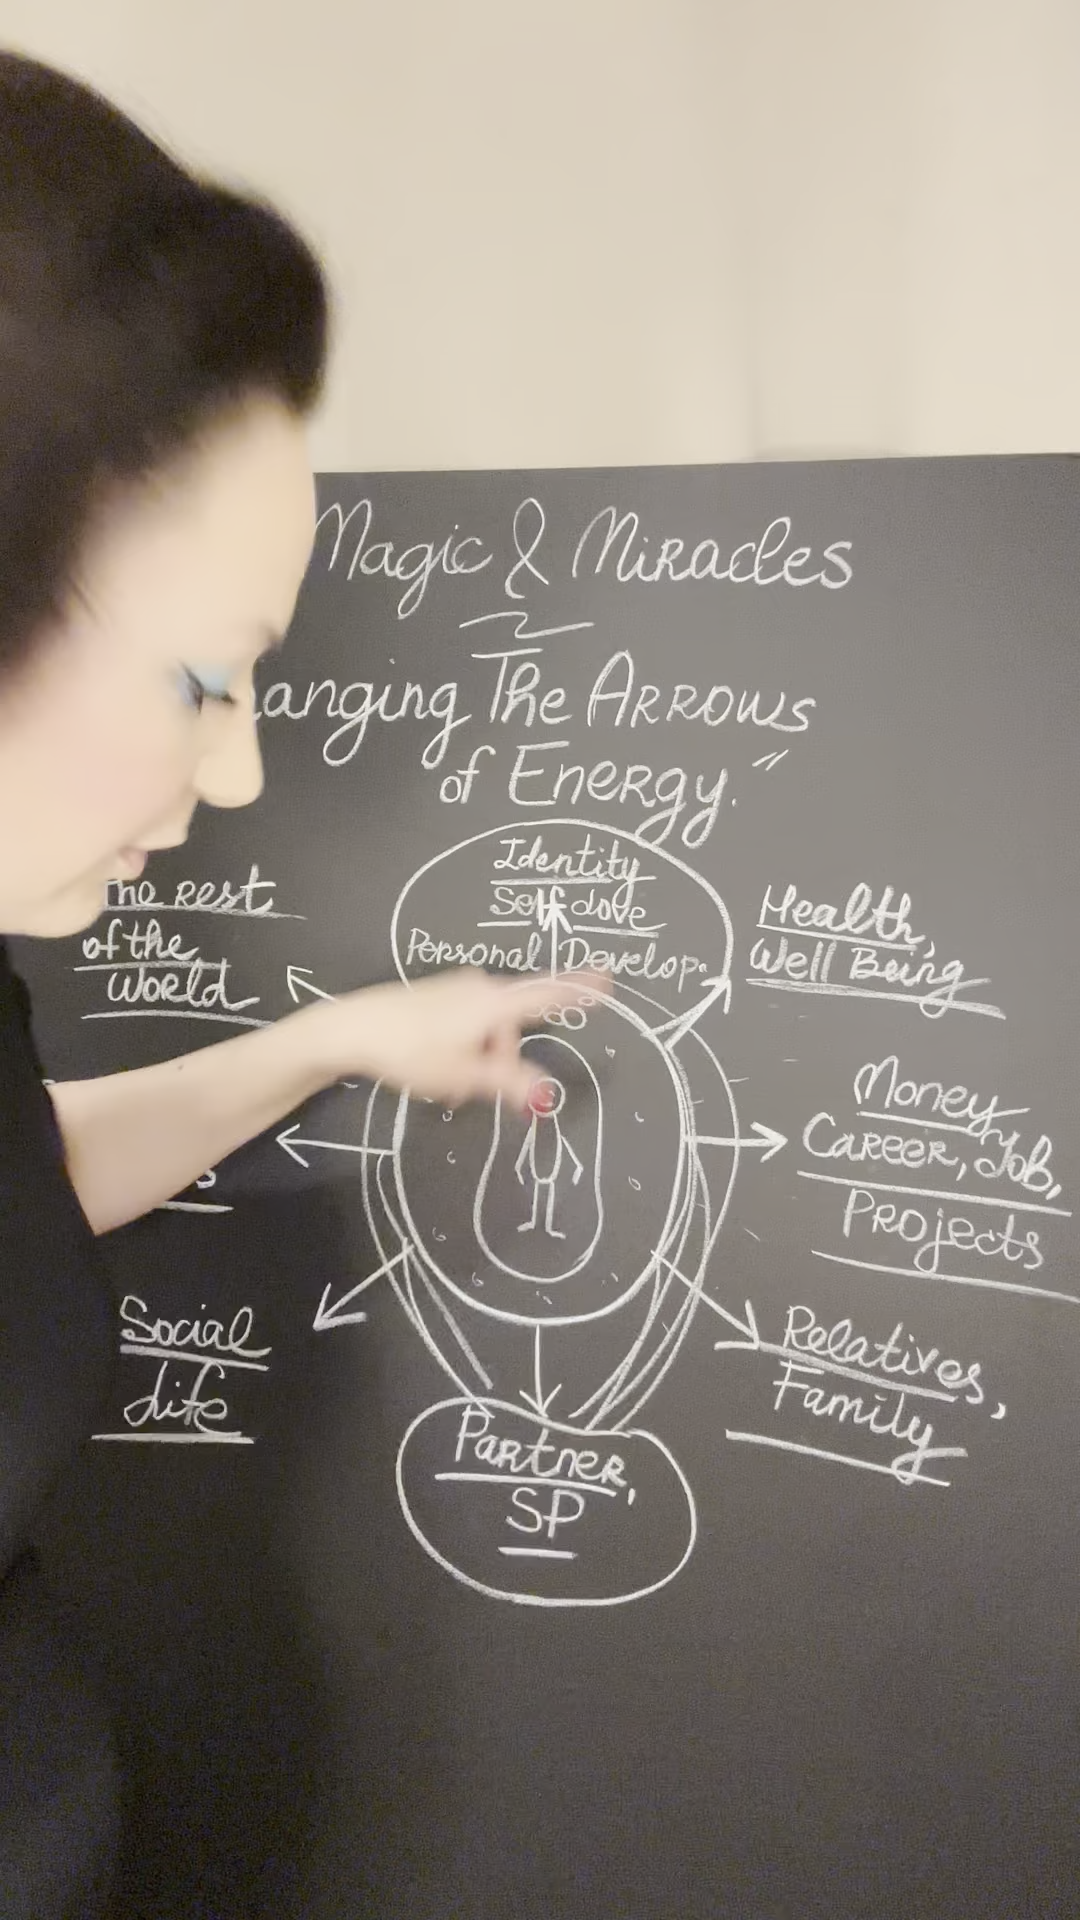 Magic & Miracles
anging The Arrows
of Energy."
Identity
Self Love
Personal Develop.
The Rest
of the
World
Health,
Well Being
Money,
Career, Job,
Projects
Relatives,
Family
Social
Life
Partner,
SP